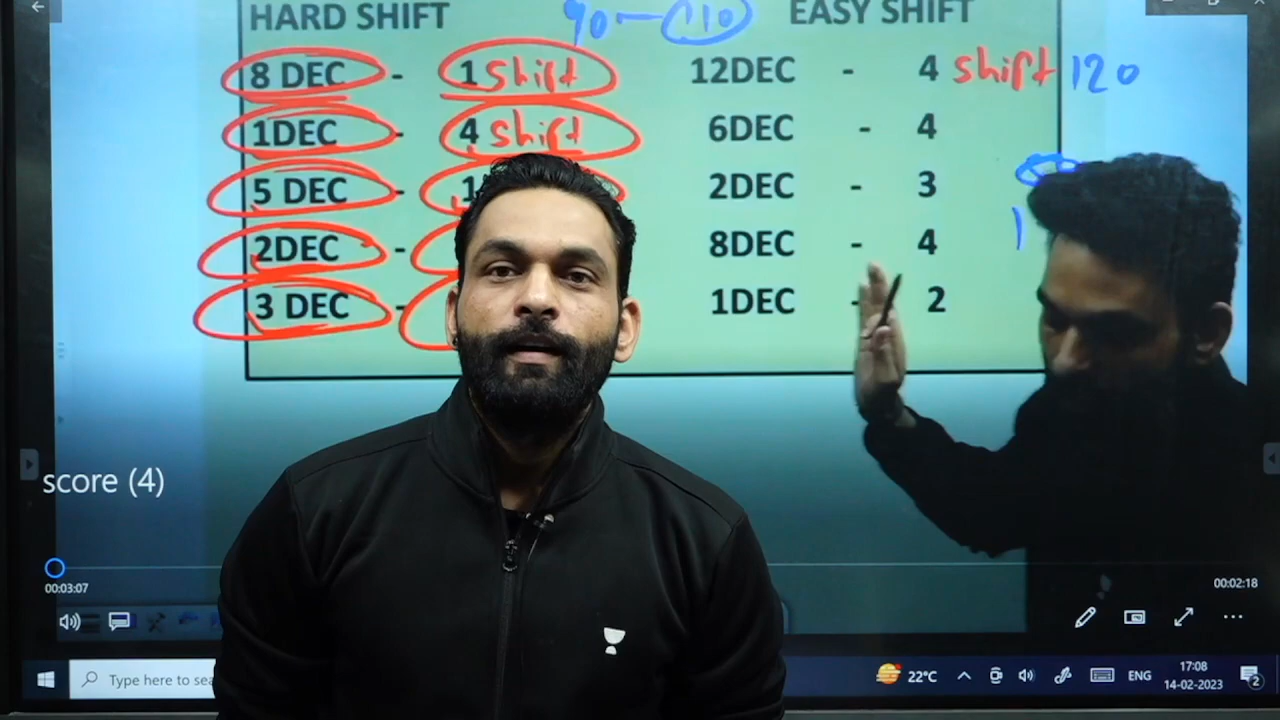 HARD SHIFT 90-110 EASY SHIFT
8 DEC - 1 shift 12DEC - 4 shift 120
1DEC - 4 shift 6DEC - 4
5 DEC - 1 2DEC - 3
2DEC - 8DEC - 4
3 DEC - 1DEC - 2
score (4)
00:03:07 00:02:18
Type here to sea 22°C ENG 17:08
14-02-2023
2